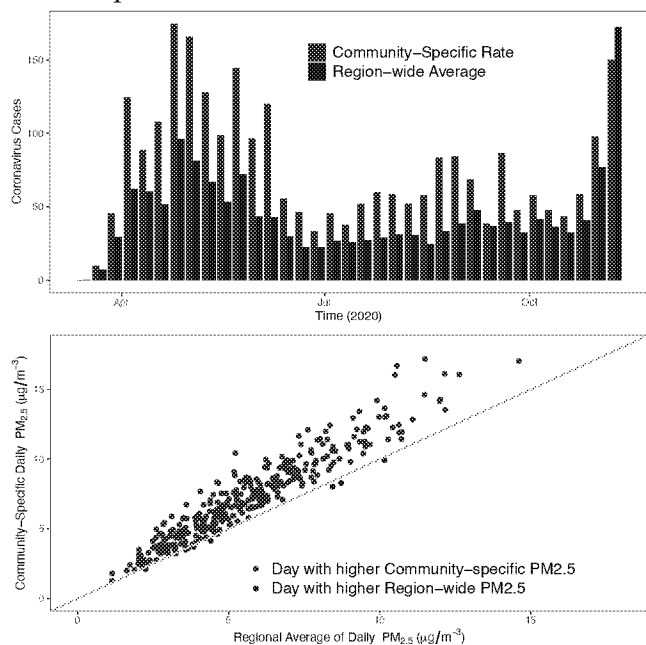 150
Community-Specific Rate
Region-wide Average
100
50
0
Coronavirus Cases
Apr
Jul
Oct
Time (2020)
Community-Specific Daily PM2.5 (μg/m−3)
15
10
5
0
Day with higher Community-specific PM2.5
Day with higher Region-wide PM2.5
0
5
10
15
Regional Average of Daily PM2.5 (μg/m−3)